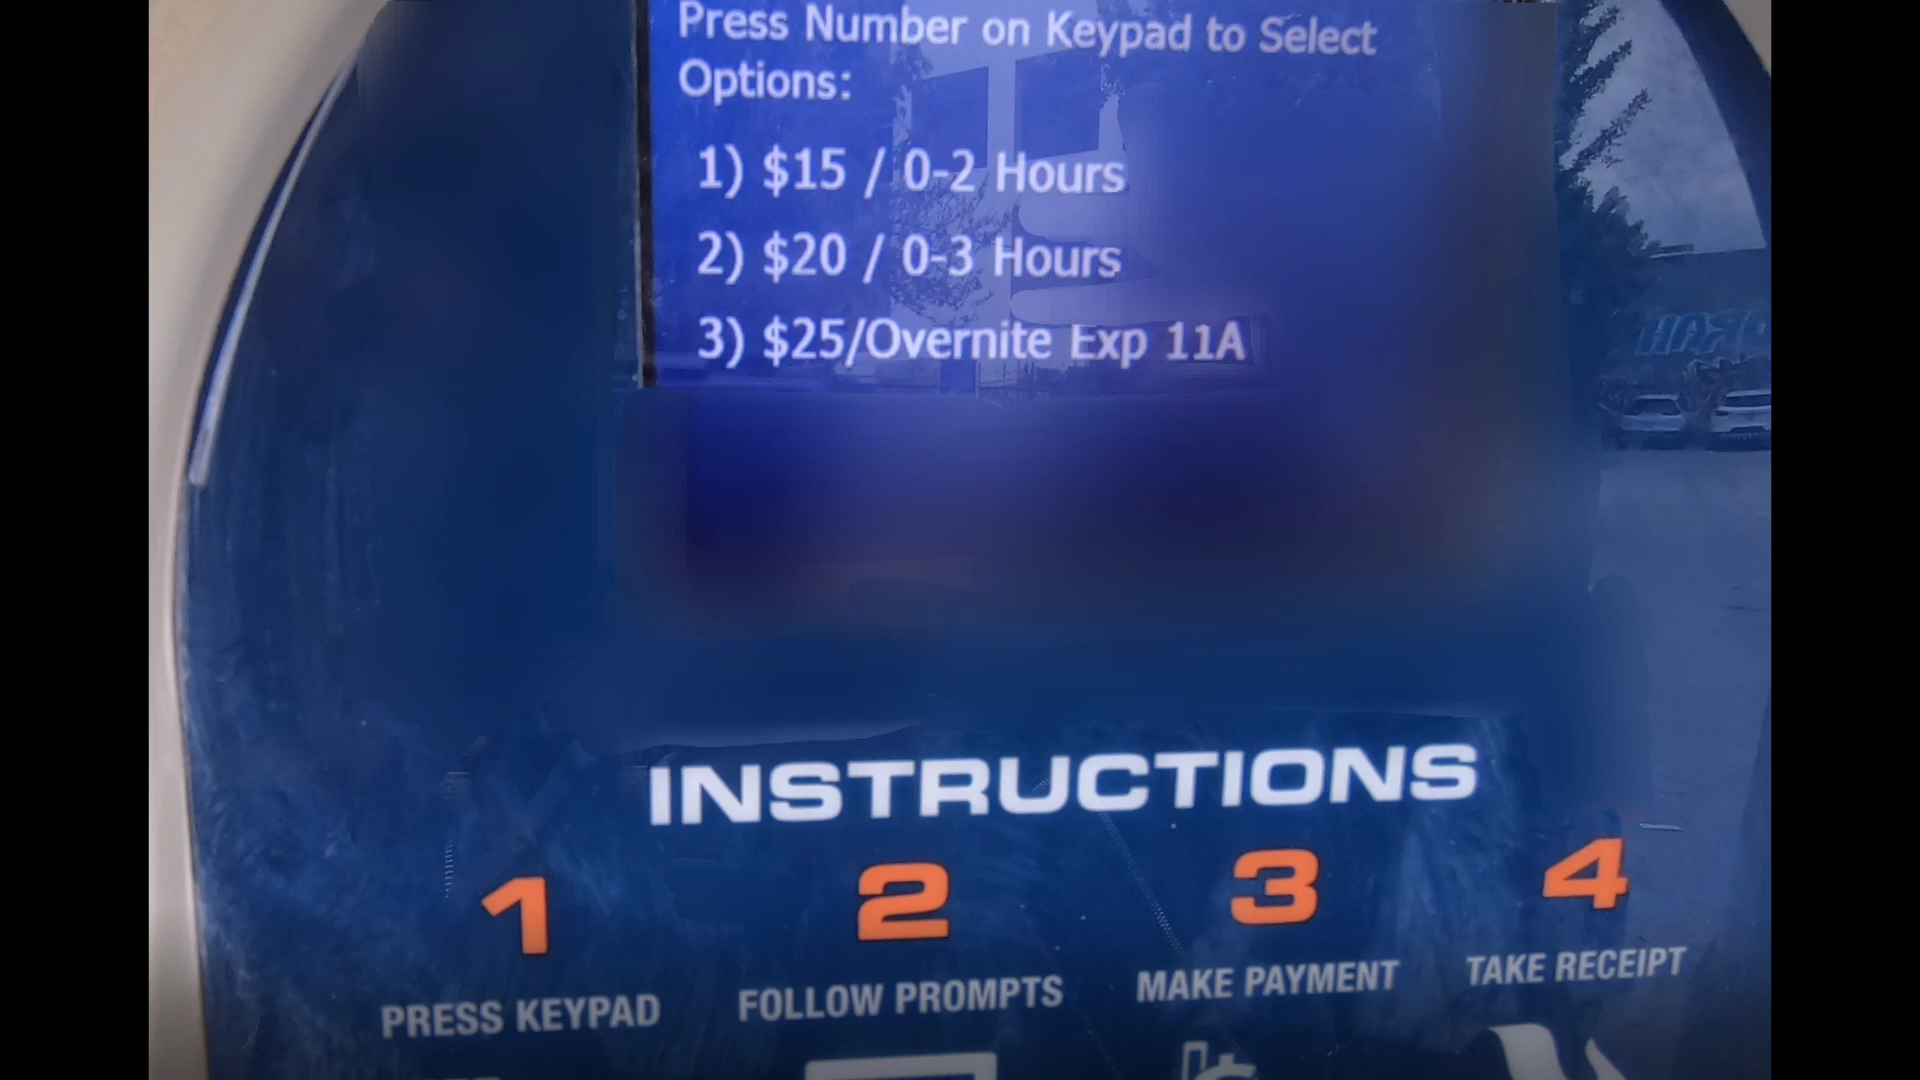 Press Number on Keypad to Select
Options:
1) $15 / 0-2 Hours
2) $20 / 0-3 Hours
3) $25/Overnite Exp 11A
INSTRUCTIONS
1 2 3 4
PRESS KEYPAD FOLLOW PROMPTS MAKE PAYMENT TAKE RECEIPT